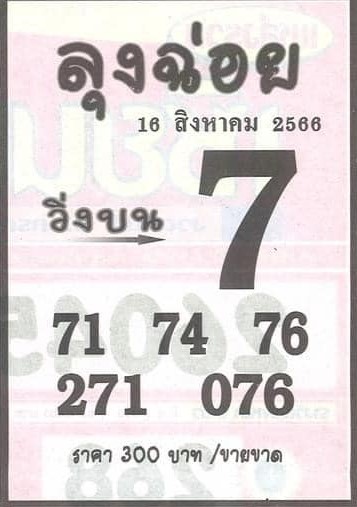 ลุงฉ่อย
16 สิงหาคม 2566
วิ่งบน 7
71 74 76
271 076
ราคา 300 บาท /ขายขาด